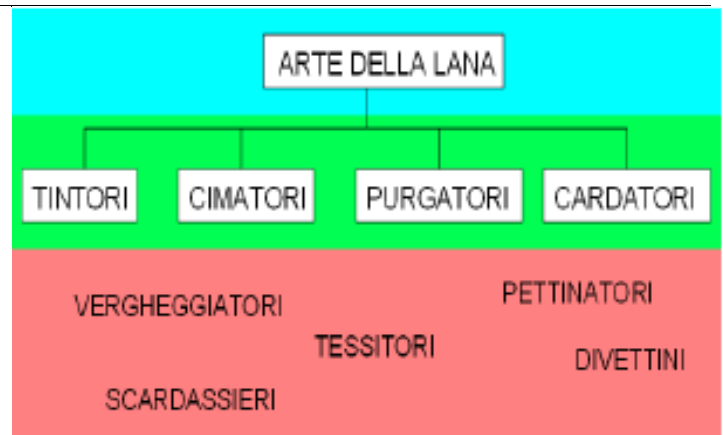 ARTE DELLA LANA
TINTORI
CIMATORI
PURGATORI
CARDATORI
VERGHEGGIATORI
PETTINATORI
TESSITORI
DIVETTINI
SCARDASSIERI